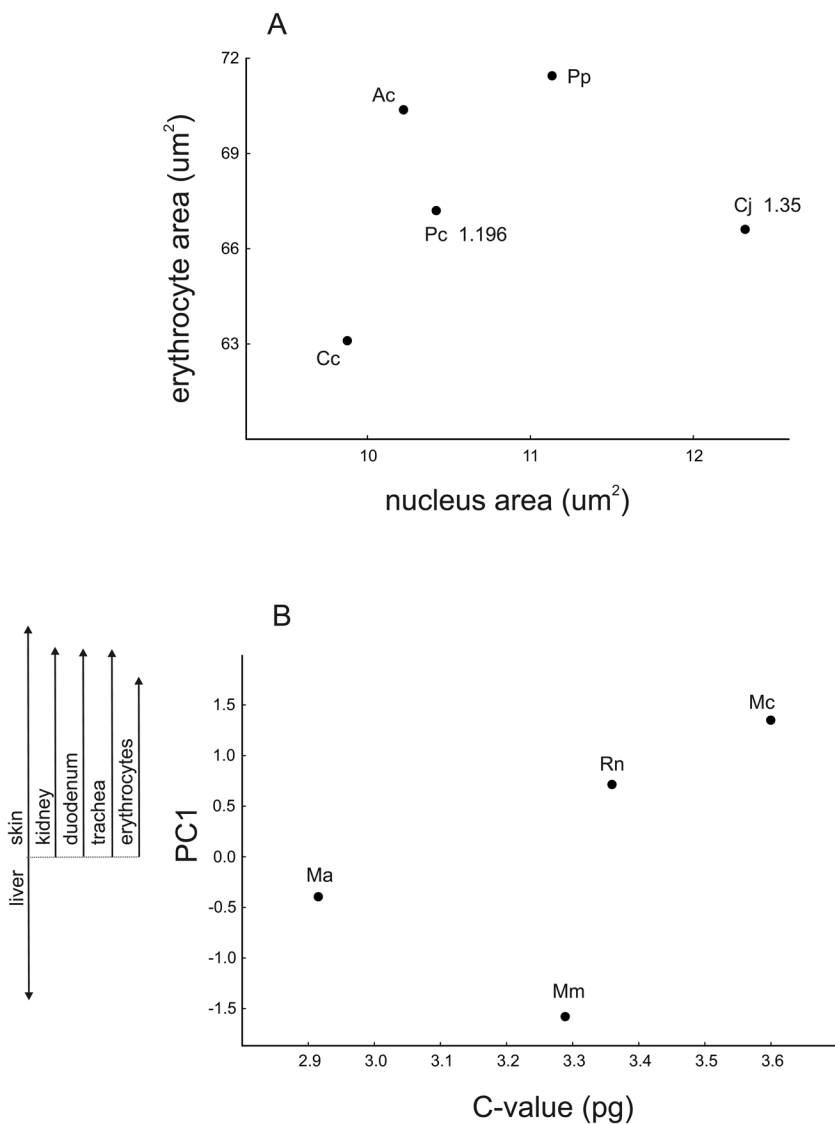 A
72
69
66
63
erythrocyte area (um²)
Ac
Pp
Pc 1.196
Cj 1.35
Cc
10
11
12
nucleus area (um²)
B
skin
kidney
duodenum
trachea
erythrocytes
liver
PC1
1.5
1.0
0.5
0.0
-0.5
-1.0
-1.5
Mc
Rn
Ma
Mm
2.9
3.0
3.1
3.2
3.3
3.4
3.5
3.6
C-value (pg)